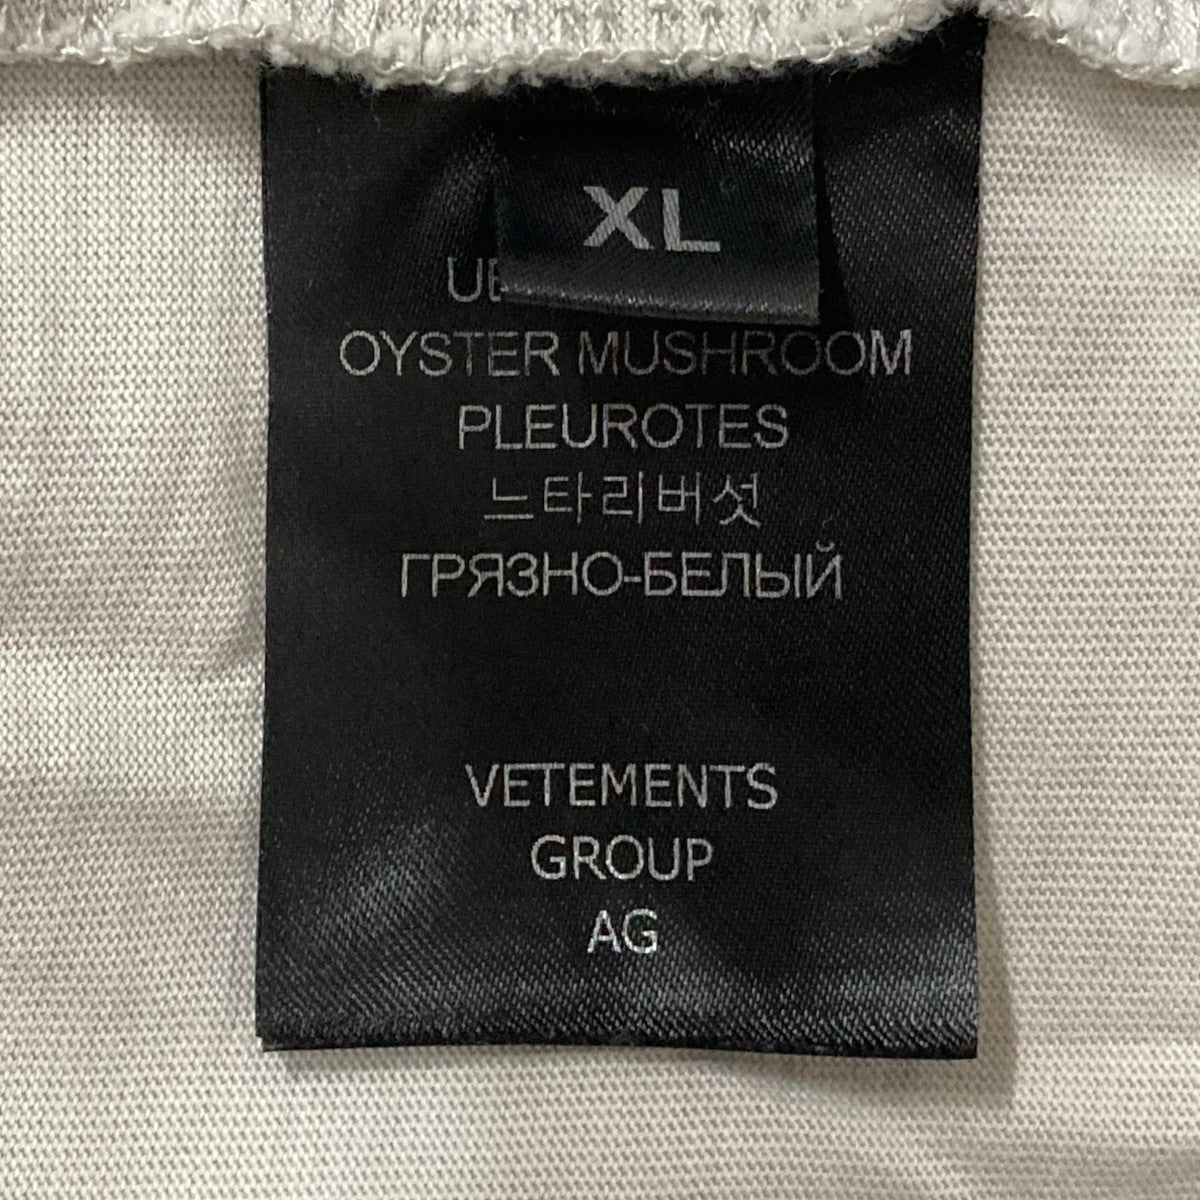 XL
OYSTER MUSHROOM
PLEUROTES
느타리버섯
ГРЯЗНО-БЕЛЫЙ
VETEMENTS
GROUP
AG